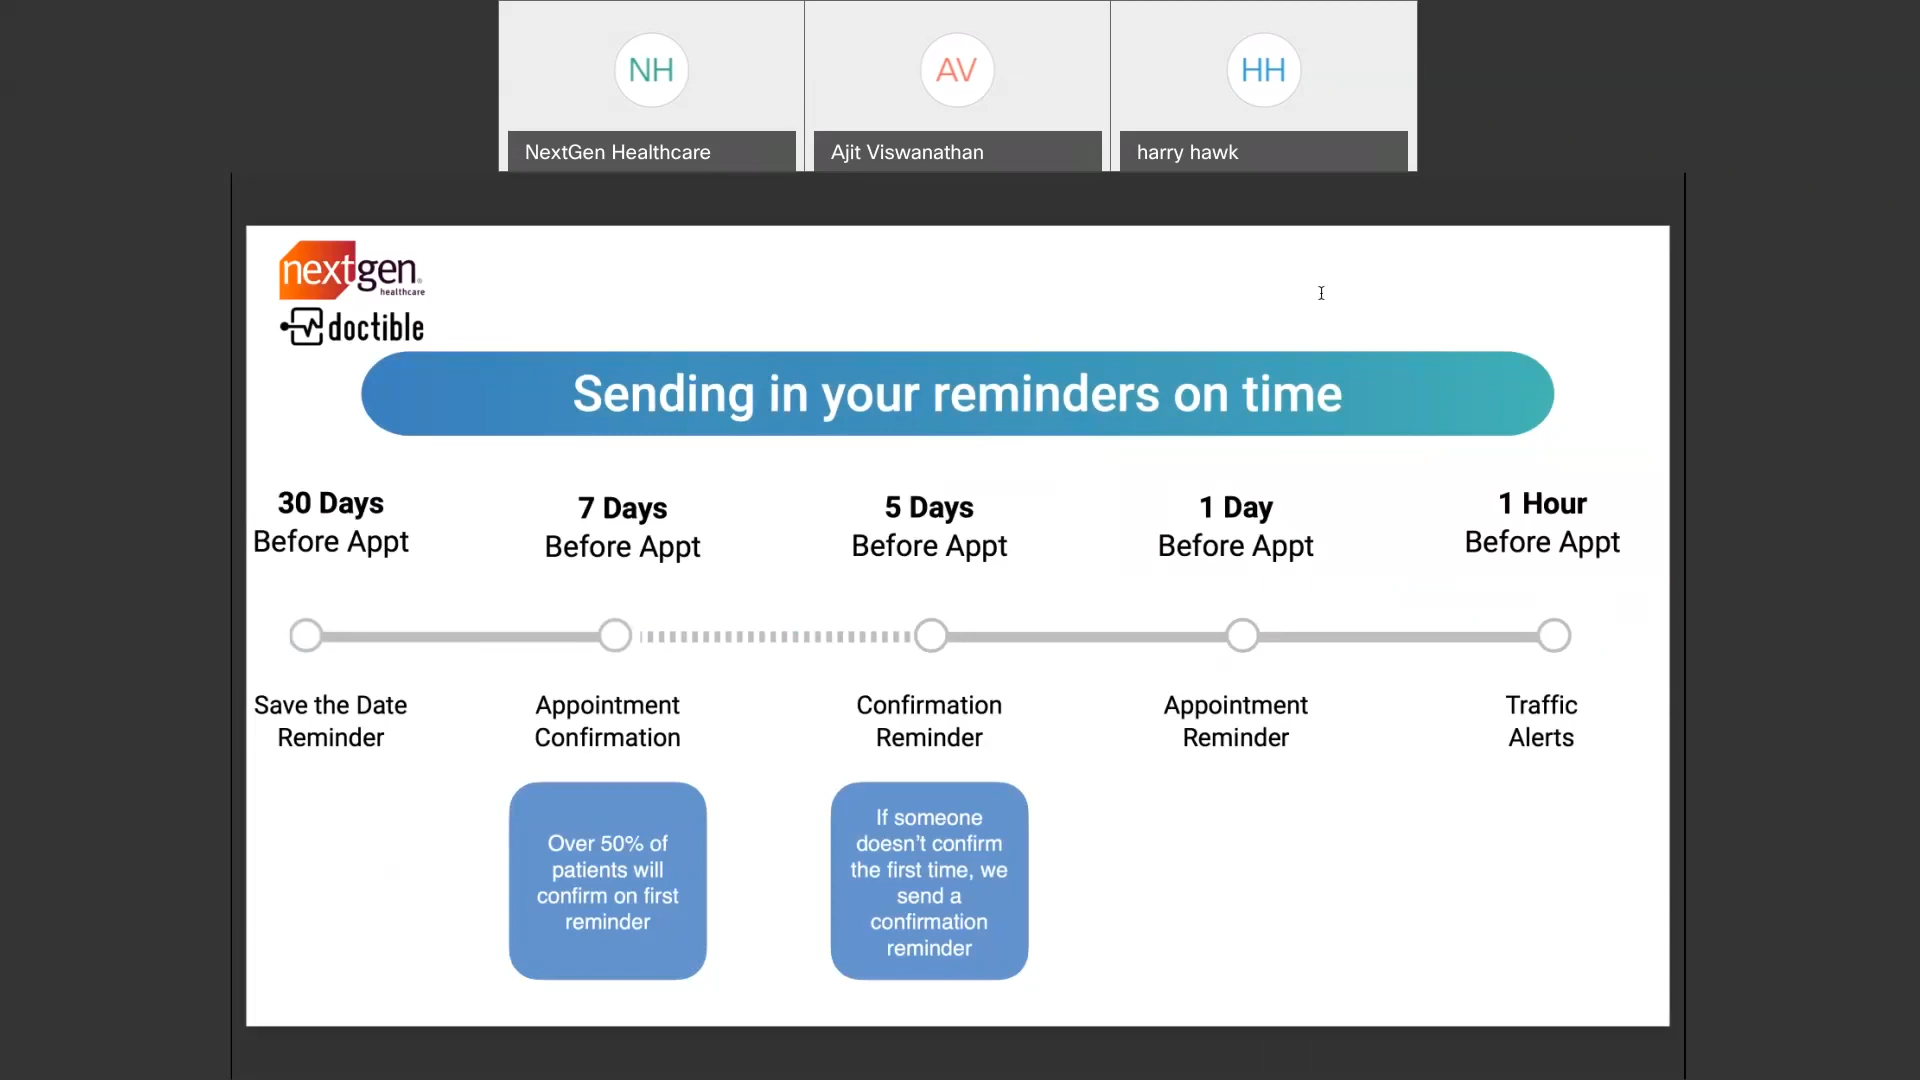 NH
AV
HH
NextGen Healthcare
Ajit Viswanathan
harry hawk
nextgen
healthcare
doctible
Sending in your reminders on time
30 Days
Before Appt
7 Days
Before Appt
5 Days
Before Appt
1 Day
Before Appt
1 Hour
Before Appt
Save the Date
Reminder
Appointment
Confirmation
Confirmation
Reminder
Appointment
Reminder
Traffic
Alerts
Over 50% of
patients will
confirm on first
reminder
If someone
doesn't confirm
the first time, we
send a
confirmation
reminder